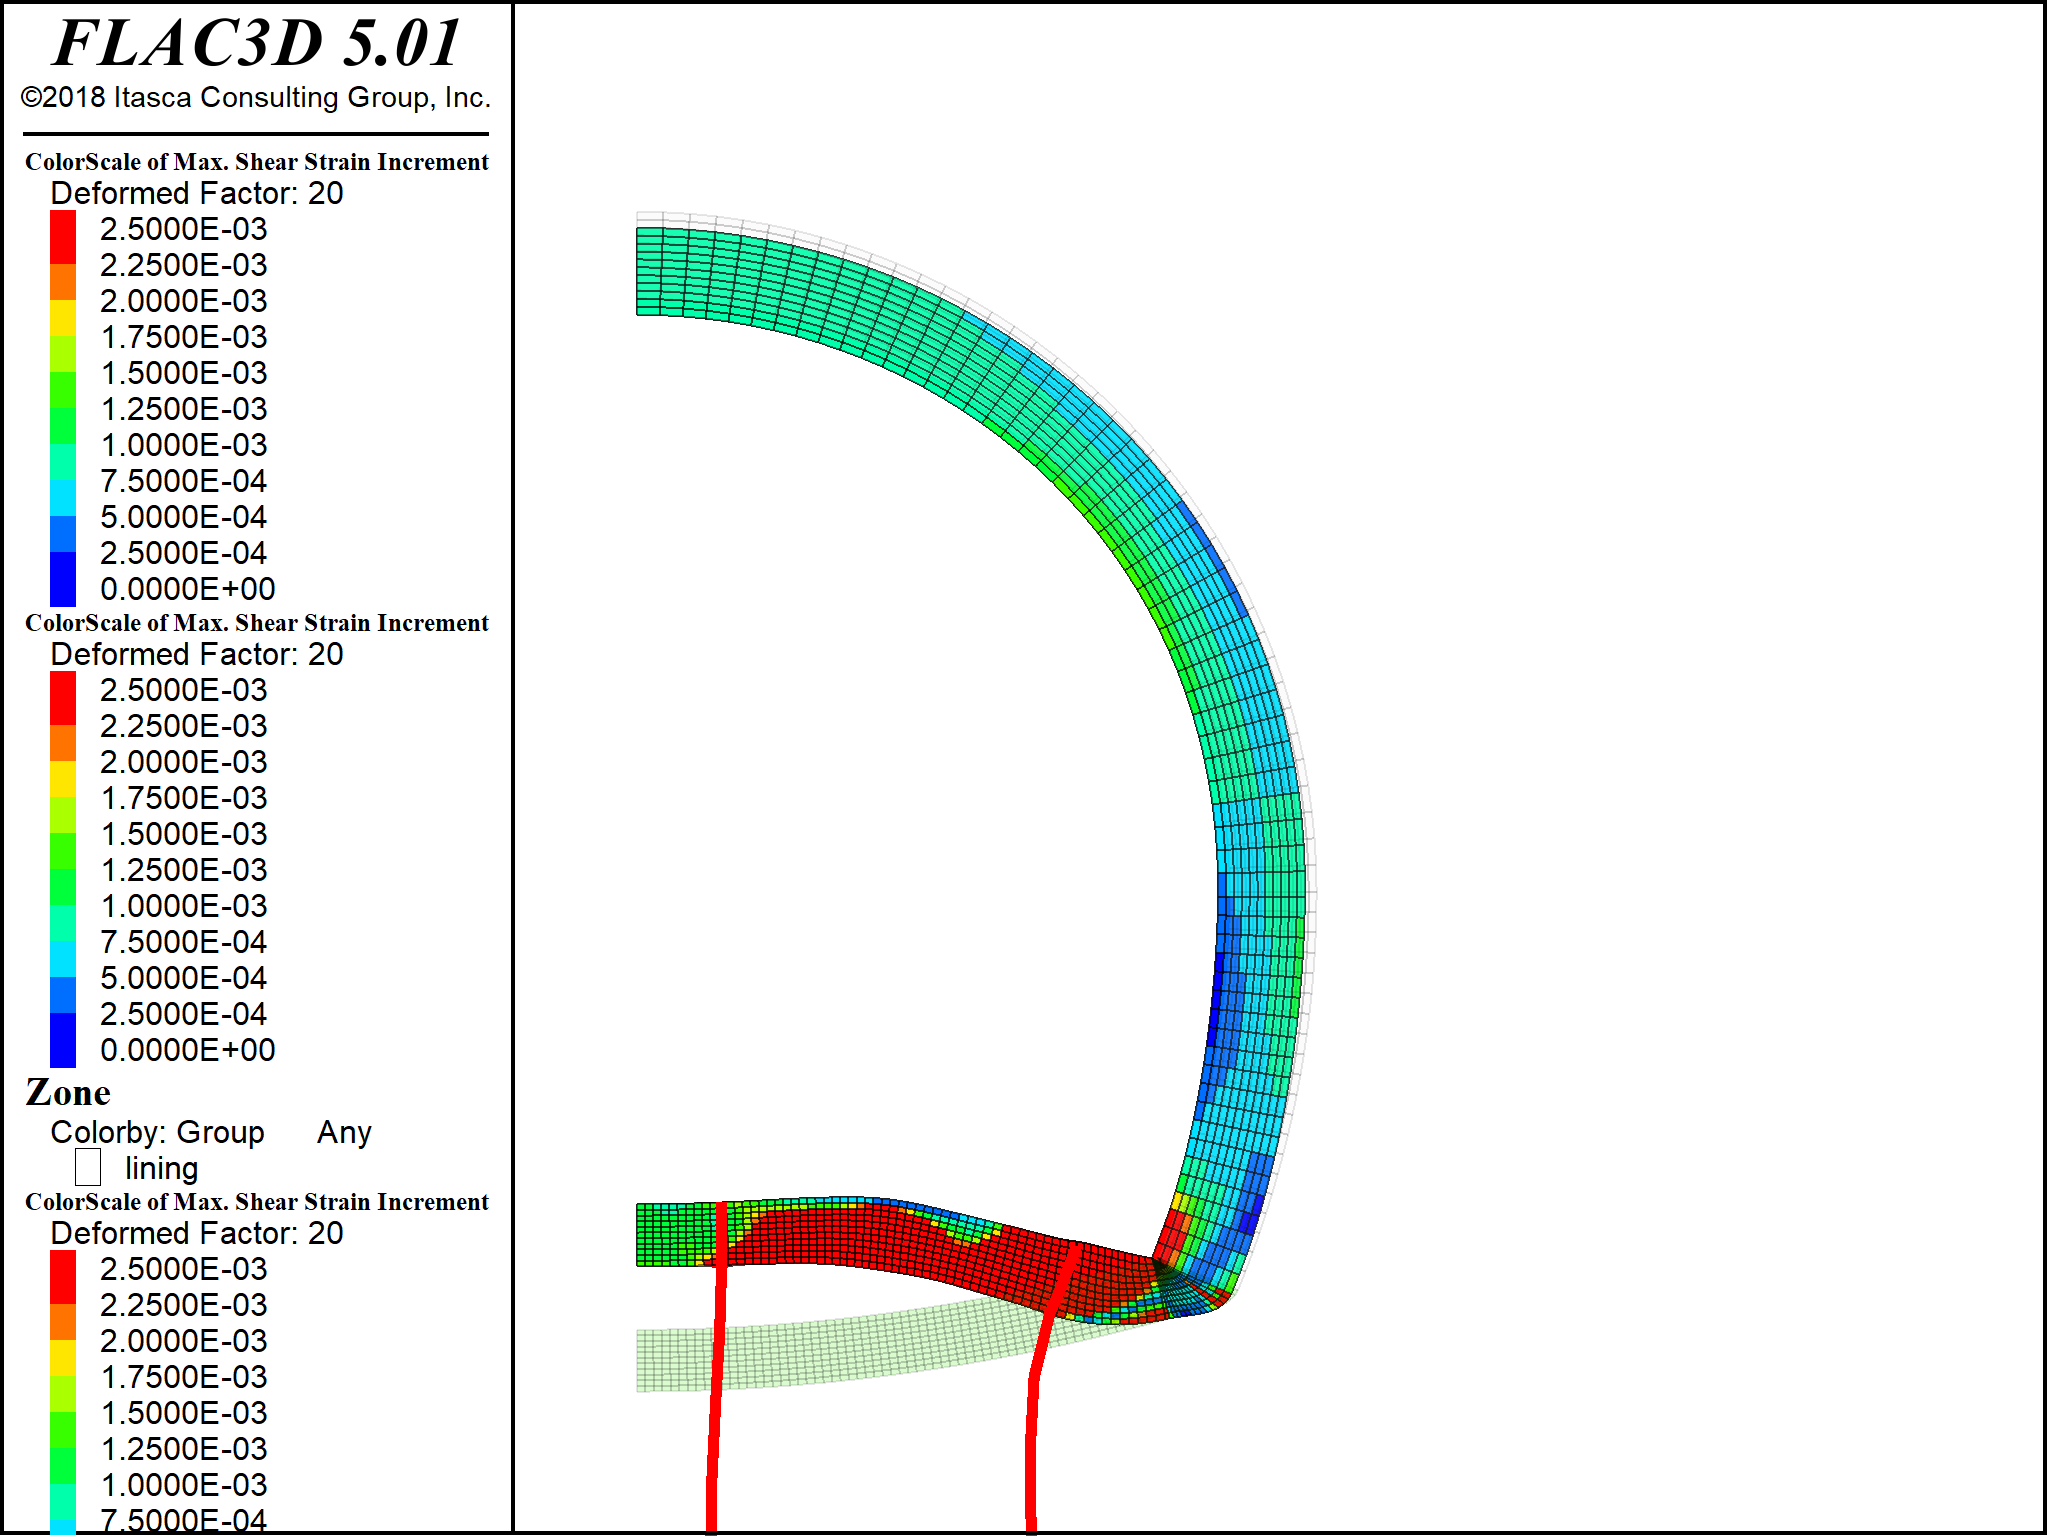 FLAC3D 5.01
©2018 Itasca Consulting Group, Inc.
ColorScale of Max. Shear Strain Increment
Deformed Factor: 20
2.5000E-03
2.2500E-03
2.0000E-03
1.7500E-03
1.5000E-03
1.2500E-03
1.0000E-03
7.5000E-04
5.0000E-04
2.5000E-04
0.0000E+00
ColorScale of Max. Shear Strain Increment
Deformed Factor: 20
2.5000E-03
2.2500E-03
2.0000E-03
1.7500E-03
1.5000E-03
1.2500E-03
1.0000E-03
7.5000E-04
5.0000E-04
2.5000E-04
0.0000E+00
Zone
Colorby: Group Any
lining
ColorScale of Max. Shear Strain Increment
Deformed Factor: 20
2.5000E-03
2.2500E-03
2.0000E-03
1.7500E-03
1.5000E-03
1.2500E-03
1.0000E-03
7.5000E-04